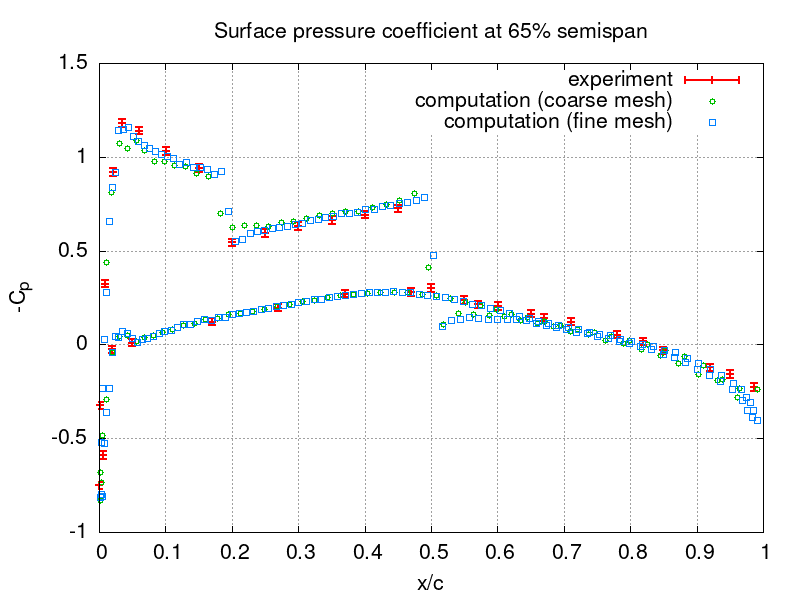 Surface pressure coefficient at 65% semispan
1.5
1
0.5
0
-0.5
-1
-Cp
experiment
computation (coarse mesh)
computation (fine mesh)
0 0.1 0.2 0.3 0.4 0.5 0.6 0.7 0.8 0.9 1
x/c